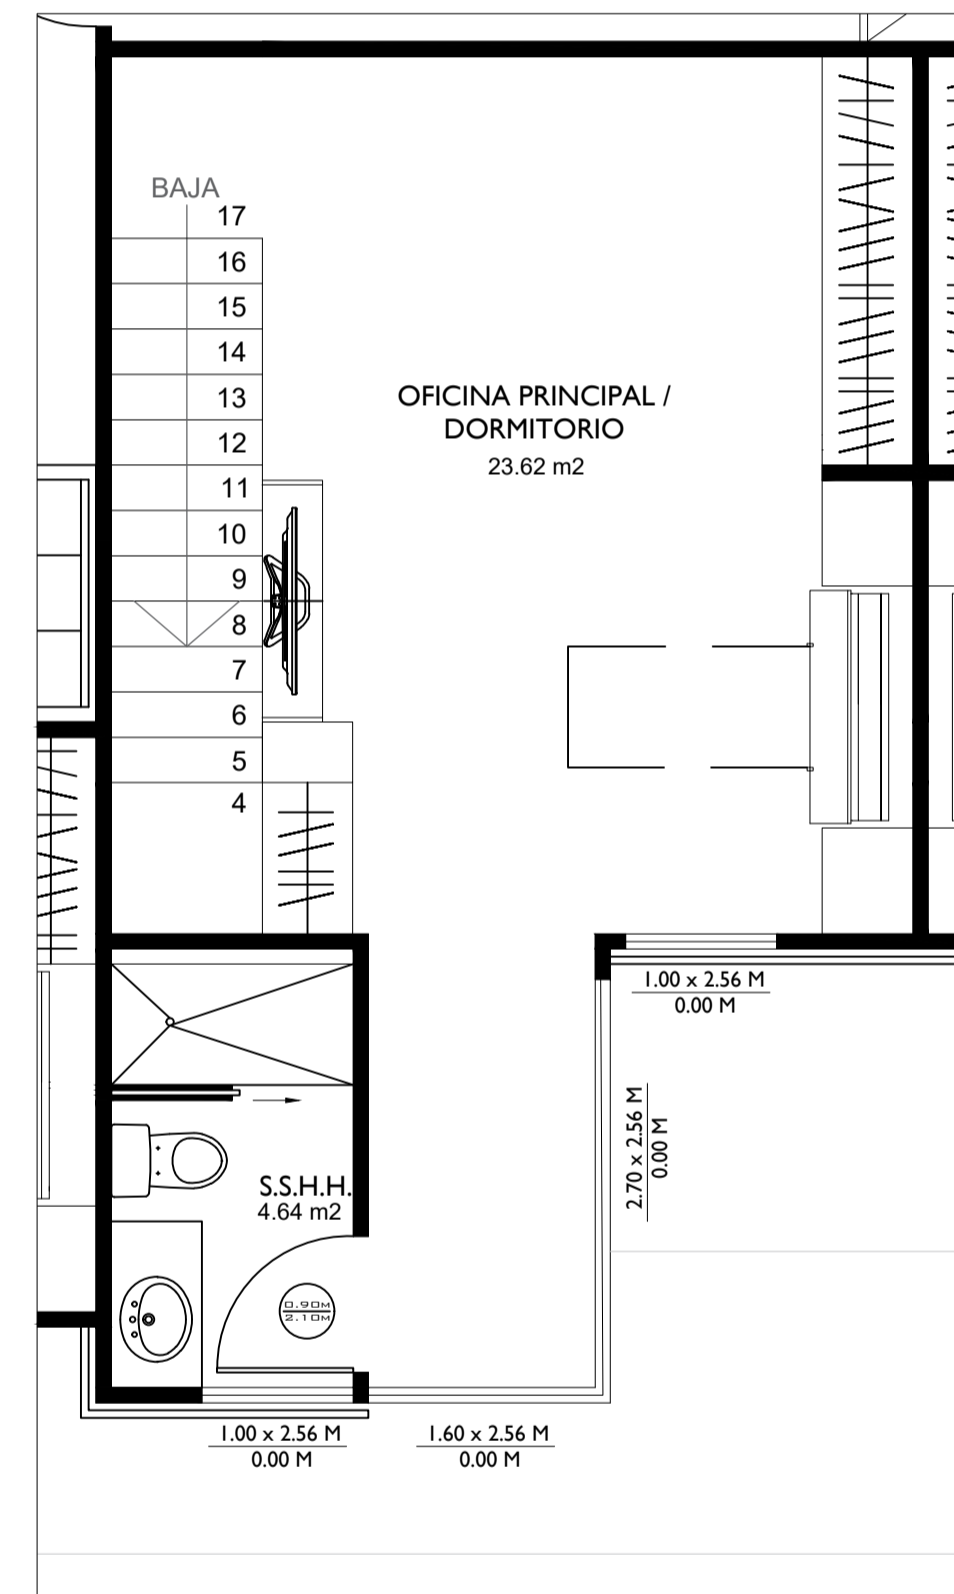 BAJA
17
16
15
14
13
12
11
10
9
8
7
6
5
4
OFICINA PRINCIPAL /
DORMITORIO
23.62 m2
1.00 x 2.56 M
0.00 M
2.70 x 2.56 M
0.00 M
S.S.H.H.
4.64 m2
0.90M
2.10M
1.00 x 2.56 M
0.00 M
1.60 x 2.56 M
0.00 M